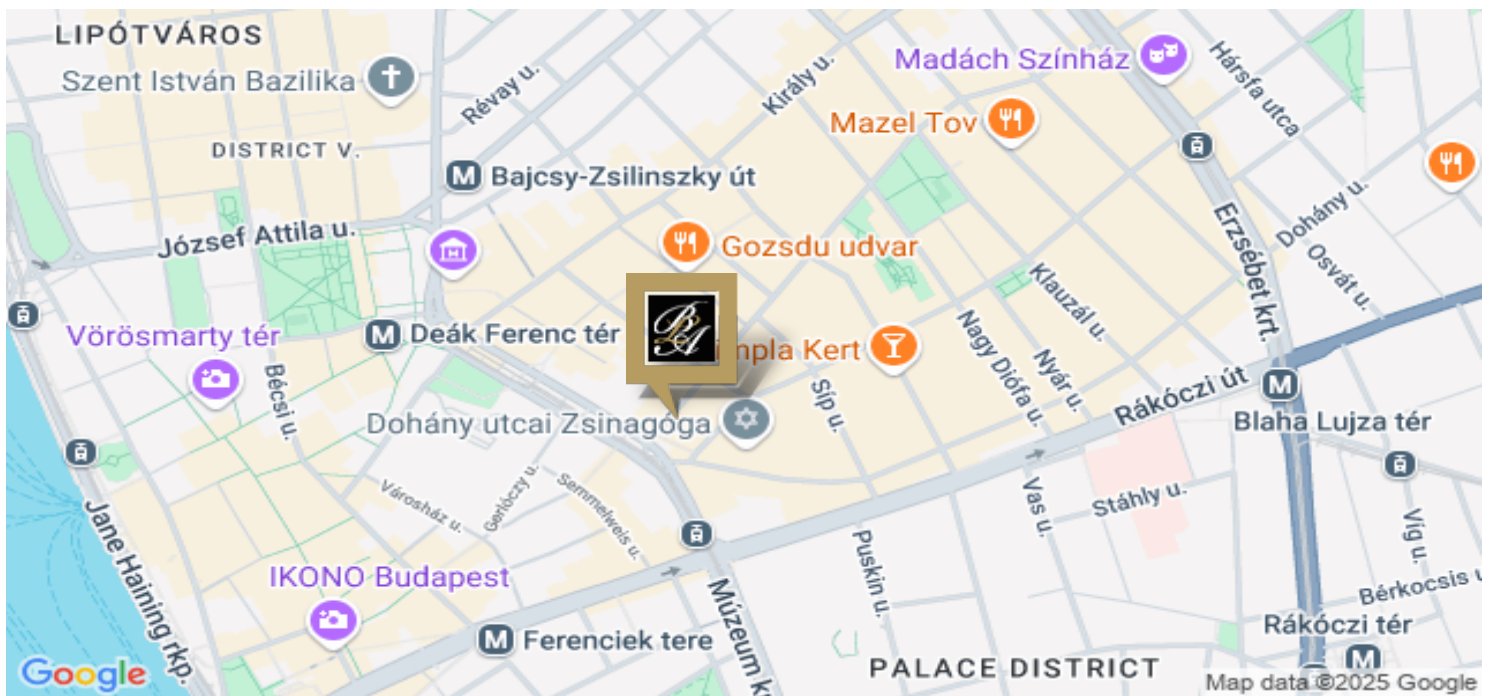 LIPÓTVÁROS
Szent István Bazilika
Révay u.
Király u.
Madách Színház
Hársfa utca
Mazel Tov
DISTRICT V.
M Bajcsy-Zsilinszky út
Dohány u.
József Attila u.
Gozsdu udvar
Erzsébet krt.
Osvát u.
Klauzál u.
Vörösmarty tér
M Deák Ferenc tér
B2A
mpla Kert
Nagy Diófa u.
Nyár u.
Bécsi u.
Síp u.
Rákóczi út
M
Blaha Lujza tér
Dohány utcai Zsinagóga
Városház u.
Gerlóczy u.
Semmelweis u.
Vas u.
Stáhly u.
Víg u.
Jane Haining rkp.
Puskin u.
IKONO Budapest
Bérkocsis u
Múzeum k
M Ferenciek tere
Rákóczi tér
M
PALACE DISTRICT
Google
Map data ©2025 Google